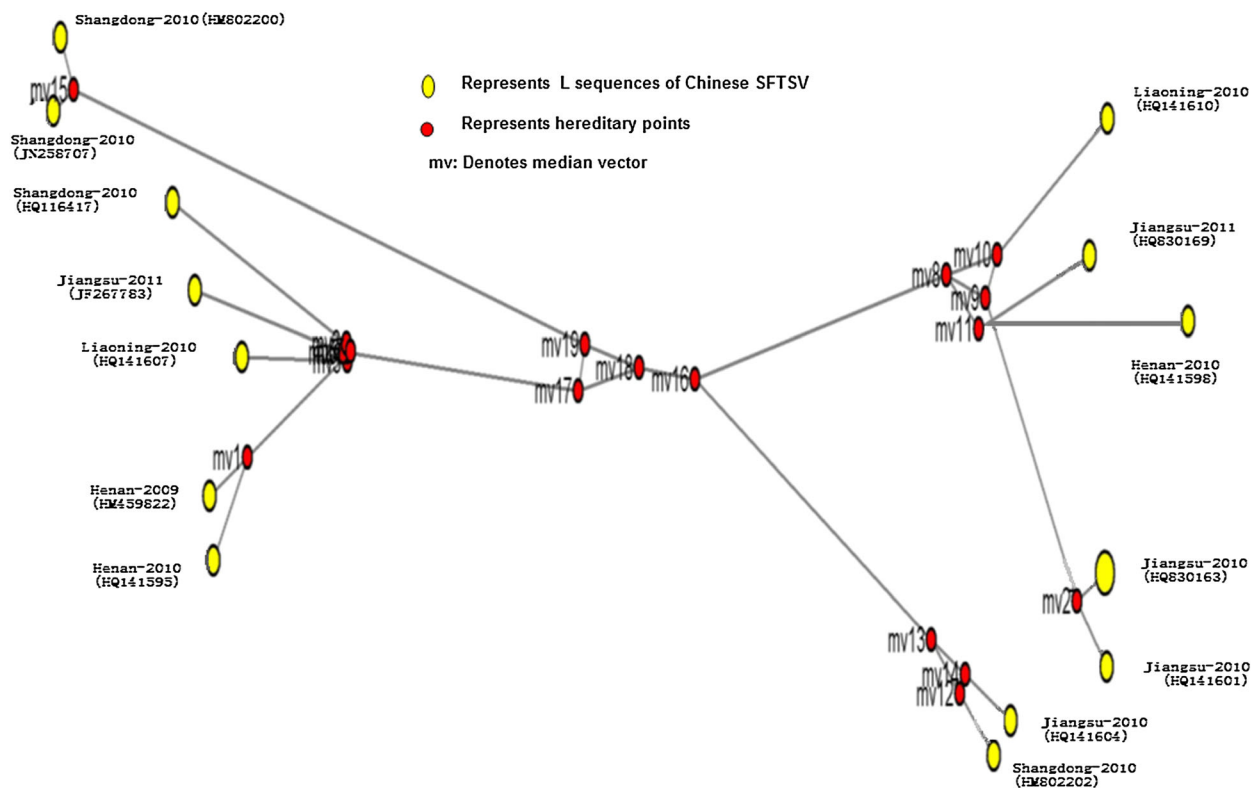 Shangdong-2010(HM802200)
mv15
Shangdong-2010
(JN258707)
Represents L sequences of Chinese SFTSV
Represents hereditary points
mv: Denotes median vector
Liaoning-2010
(HQ141610)
Shangdong-2010
(HQ116417)
Jiangsu-2011
(HQ830169)
mv10
mv8
mv9
mv11
Jiangsu-2011
(JF267783)
Liaoning-2010
(HQ141607)
mv19
mv18
mv16
mv17
Henan-2010
(HQ141598)
mv1
Henan-2009
(HM459822)
Henan-2010
(HQ141595)
Jiangsu-2010
(HQ830163)
mv2
mv13
mv14
mv12
Jiangsu-2010
(HQ141601)
Jiangsu-2010
(HQ141604)
Shangdong-2010
(HM802202)